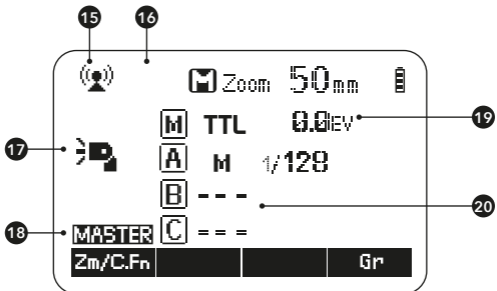 15 16
M Zoom 50mm
M TTL 0.0EV 19
17 A M 1/128
B --- 20
18 MASTER C ===
Zm/C.Fn Gr